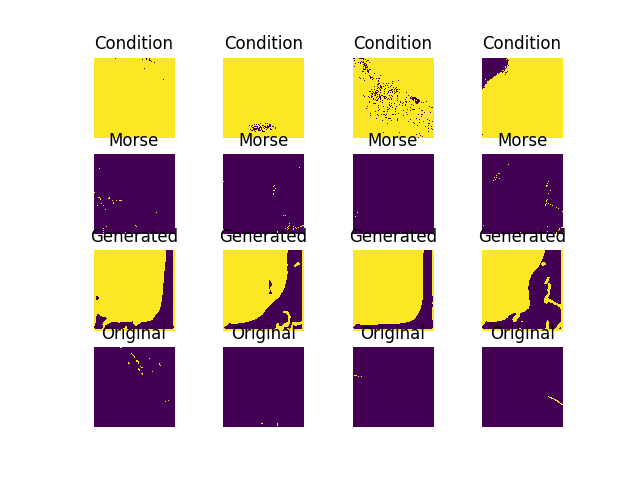 Condition Condition Condition Condition
Morse Morse Morse Morse
Generated Generated Generated Generated
Original Original Original Original